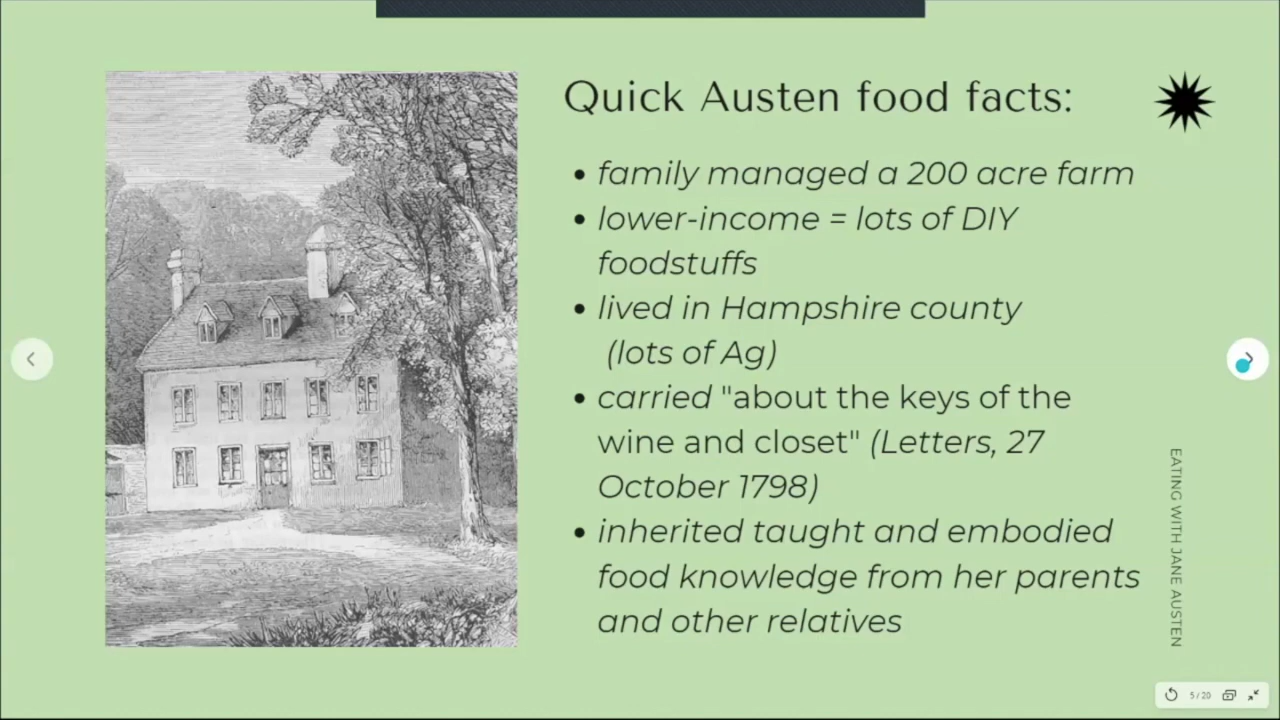 Quick Austen food facts:
• family managed a 200 acre farm
• lower-income = lots of DIY
foodstuffs
• lived in Hampshire county
(lots of Ag)
• carried "about the keys of the
wine and closet" (Letters, 27
October 1798)
• inherited taught and embodied
food knowledge from her parents
and other relatives
EATING WITH JANE AUSTEN
5/20